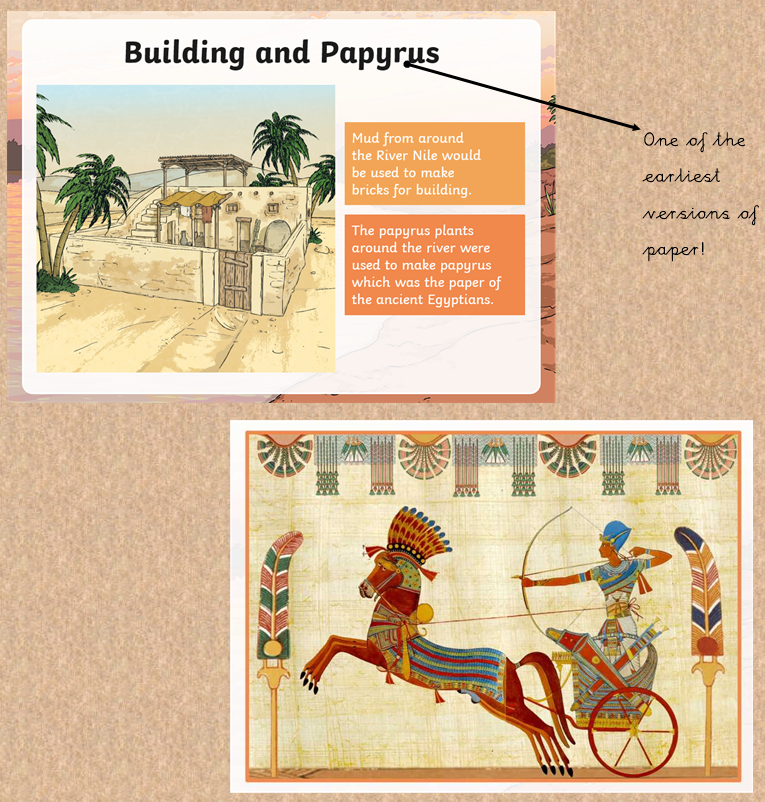 Building and Papyrus
Mud from around
the River Nile would
be used to make
bricks for building.
The papyrus plants
around the river were
used to make papyrus
which was the paper of
the ancient Egyptians.
One of the
earliest
versions of
paper!